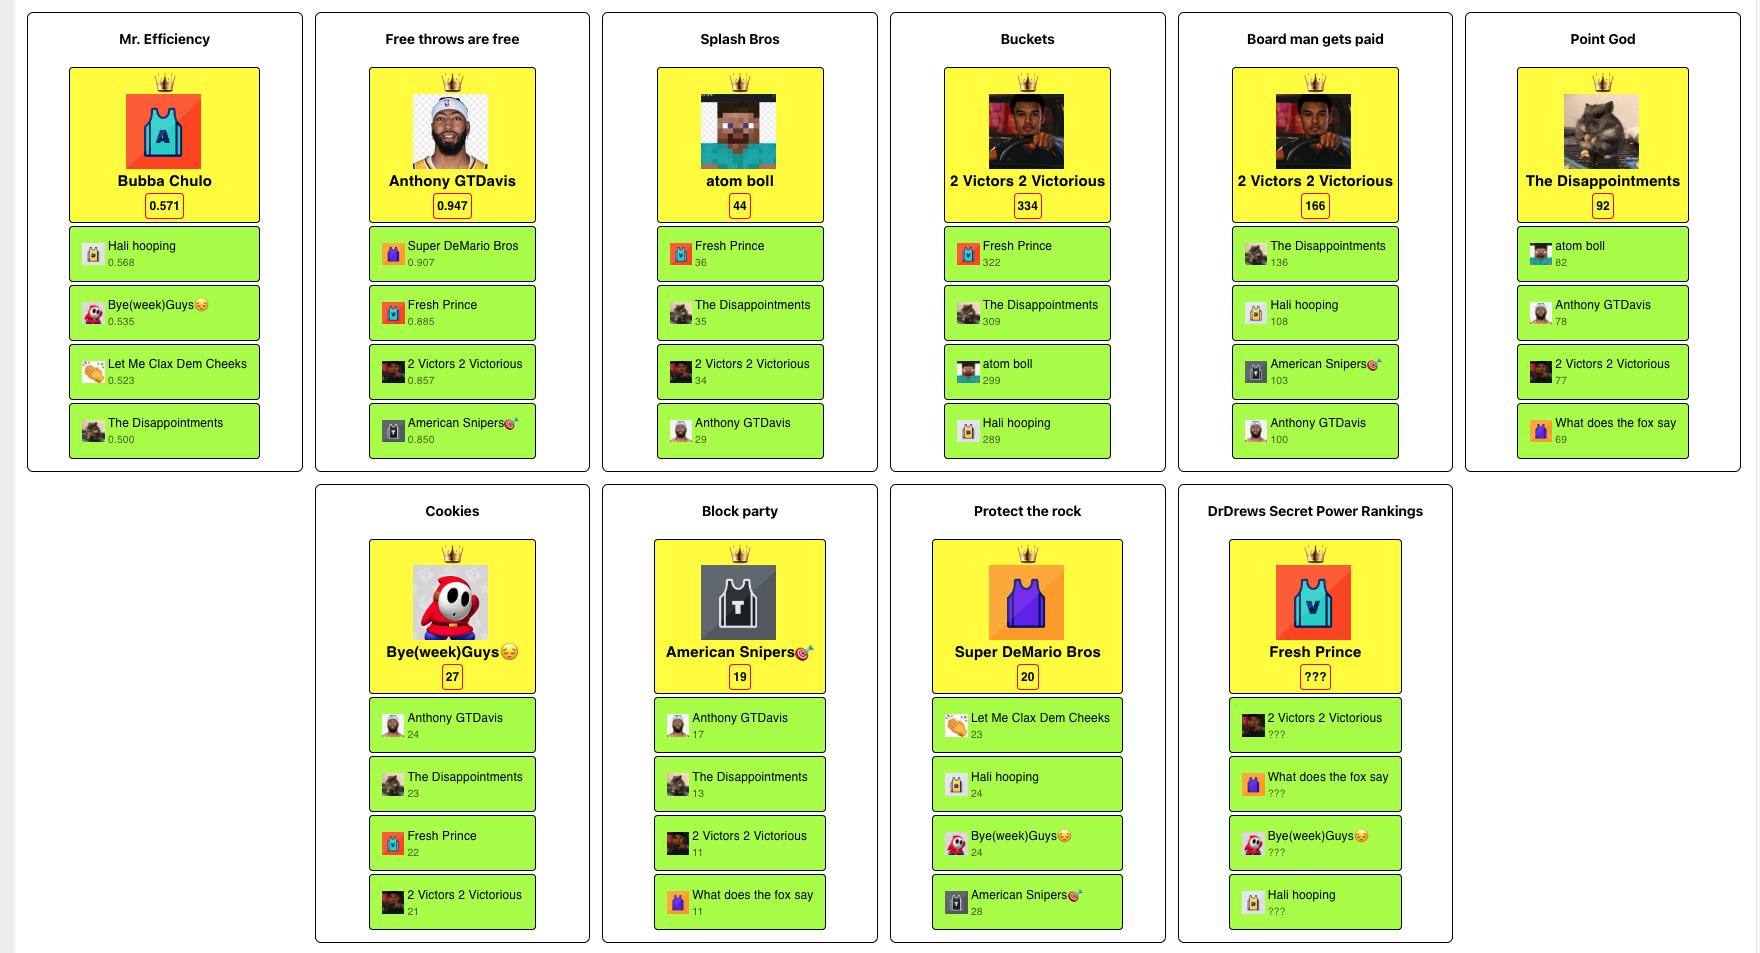 Mr. Efficiency
A
Bubba Chulo
0.571
Hali hooping
0.568
Bye(week)Guys😔
0.535
Let Me Clax Dem Cheeks
0.523
The Disappointments
0.500
Free throws are free
Anthony GTDavis
0.947
Super DeMario Bros
0.907
Fresh Prince
0.885
2 Victors 2 Victorious
0.857
American Snipers🎯
0.850
Splash Bros
atom boll
44
Fresh Prince
36
The Disappointments
35
2 Victors 2 Victorious
34
Anthony GTDavis
29
Buckets
2 Victors 2 Victorious
334
Fresh Prince
322
The Disappointments
309
atom boll
299
Hali hooping
289
Board man gets paid
2 Victors 2 Victorious
166
The Disappointments
136
Hali hooping
108
American Snipers🎯
103
Anthony GTDavis
100
Point God
The Disappointments
92
atom boll
82
Anthony GTDavis
78
2 Victors 2 Victorious
77
What does the fox say
69
Cookies
Bye(week)Guys😔
27
Anthony GTDavis
24
The Disappointments
23
Fresh Prince
22
2 Victors 2 Victorious
21
Block party
T
American Snipers🎯
19
Anthony GTDavis
17
The Disappointments
13
2 Victors 2 Victorious
11
What does the fox say
11
Protect the rock
Super DeMario Bros
20
Let Me Clax Dem Cheeks
23
Hali hooping
24
Bye(week)Guys😔
24
American Snipers🎯
28
DrDrews Secret Power Rankings
V
Fresh Prince
???
2 Victors 2 Victorious
???
What does the fox say
???
Bye(week)Guys😔
???
Hali hooping
???